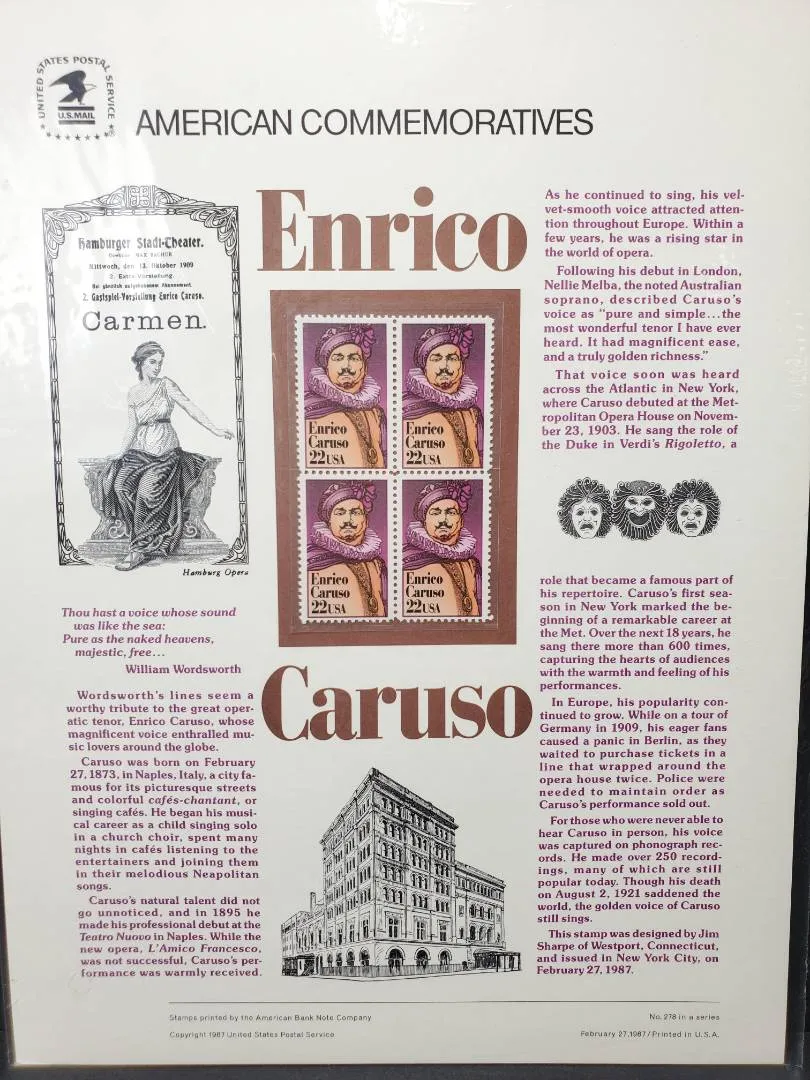 UNITED STATES POSTAL SERVICE
U.S.MAIL
AMERICAN COMMEMORATIVES
Hamburger Stadt-Theater.
Mittwoch, den 13. Oktober 1909
2. Extra-Vorstellung.
Bei gänzlich aufgehobenem Abonnement.
2. Gastspiel-Vorstellung Enrico Caruso.
Carmen.
Hamburg Opera
Thou hast a voice whose sound
was like the sea:
Pure as the naked heavens,
majestic, free...
William Wordsworth
Wordsworth's lines seem a
worthy tribute to the great oper-
atic tenor, Enrico Caruso, whose
magnificent voice enthralled mu-
sic lovers around the globe.
Caruso was born on February
27, 1873, in Naples, Italy, a city fa-
mous for its picturesque streets
and colorful cafés-chantant, or
singing cafés. He began his musi-
cal career as a child singing solo
in a church choir, spent many
nights in cafés listening to the
entertainers and joining them
in their melodious Neapolitan
songs.
Caruso's natural talent did not
go unnoticed, and in 1895 he
made his professional debut at the
Teatro Nuovo in Naples. While the
new opera, L'Amico Francesco,
was not successful, Caruso's per-
formance was warmly received.
Enrico
Enrico
Caruso
22USA
Enrico
Caruso
22USA
Enrico
Caruso
22USA
Enrico
Caruso
22USA
Caruso
As he continued to sing, his vel-
vet-smooth voice attracted atten-
tion throughout Europe. Within a
few years, he was a rising star in
the world of opera.
Following his debut in London,
Nellie Melba, the noted Australian
soprano, described Caruso's
voice as "pure and simple...the
most wonderful tenor I have ever
heard. It had magnificent ease,
and a truly golden richness."
That voice soon was heard
across the Atlantic in New York,
where Caruso debuted at the Met-
ropolitan Opera House on Novem-
ber 23, 1903. He sang the role of
the Duke in Verdi's Rigoletto, a
role that became a famous part of
his repertoire. Caruso's first sea-
son in New York marked the be-
ginning of a remarkable career at
the Met. Over the next 18 years, he
sang there more than 600 times,
capturing the hearts of audiences
with the warmth and feeling of his
performances.
In Europe, his popularity con-
tinued to grow. While on a tour of
Germany in 1909, his eager fans
caused a panic in Berlin, as they
waited to purchase tickets in a
line that wrapped around the
opera house twice. Police were
needed to maintain order as
Caruso's performance sold out.
For those who were never able to
hear Caruso in person, his voice
was captured on phonograph rec-
ords. He made over 250 record-
ings, many of which are still
popular today. Though his death
on August 2, 1921 saddened the
world, the golden voice of Caruso
still sings.
This stamp was designed by Jim
Sharpe of Westport, Connecticut,
and issued in New York City, on
February 27, 1987.
Stamps printed by the American Bank Note Company
No. 278 in a series
Copyright 1987 United States Postal Service
February 27, 1987/Printed in U.S.A.